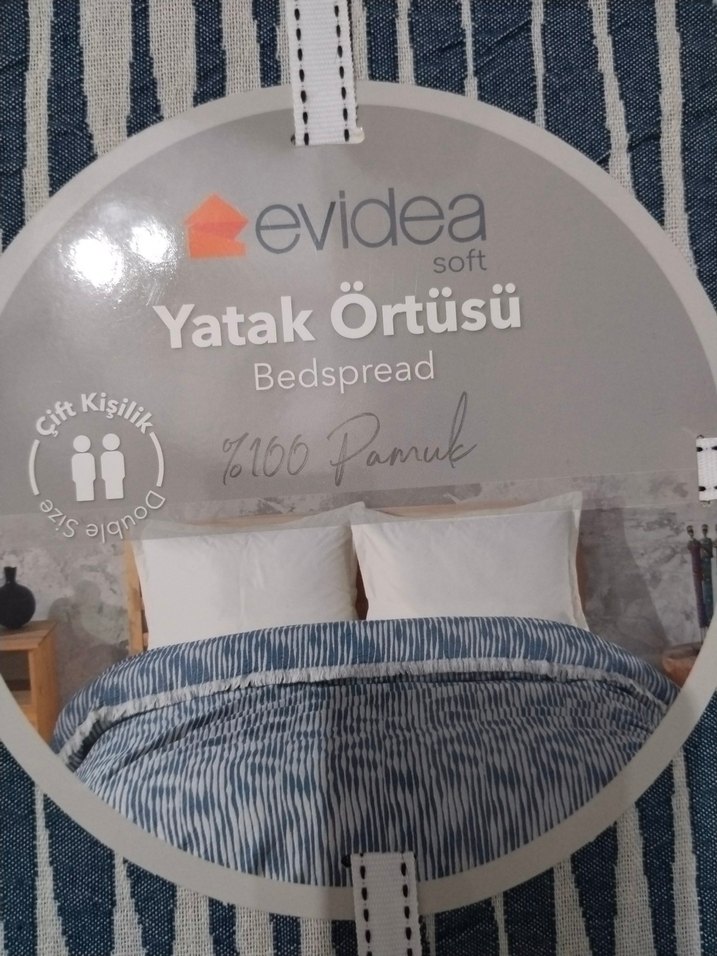 evidea
soft
Yatak Örtüsü
Bedspread
%100 Pamuk
Çift Kişilik
Double Size